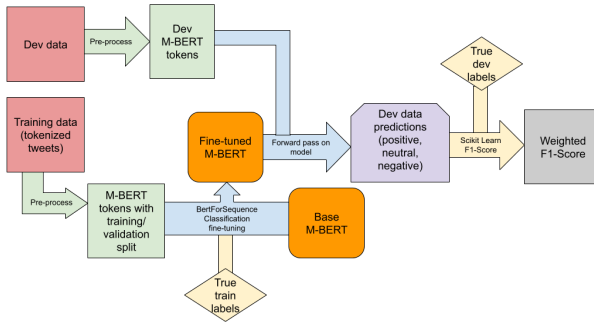 Dev data
Pre-process
Dev
M-BERT
tokens
True
dev
labels
Training data
(tokenized
tweets)
Fine-tuned
M-BERT
Forward pass on
model
Dev data
predictions
(positive,
neutral,
negative)
Scikit Learn
F1-Score
Weighted
F1-Score
Pre-process
M-BERT
tokens with
training/
validation
split
BertForSequence
Classification
fine-tuning
Base
M-BERT
True
train
labels